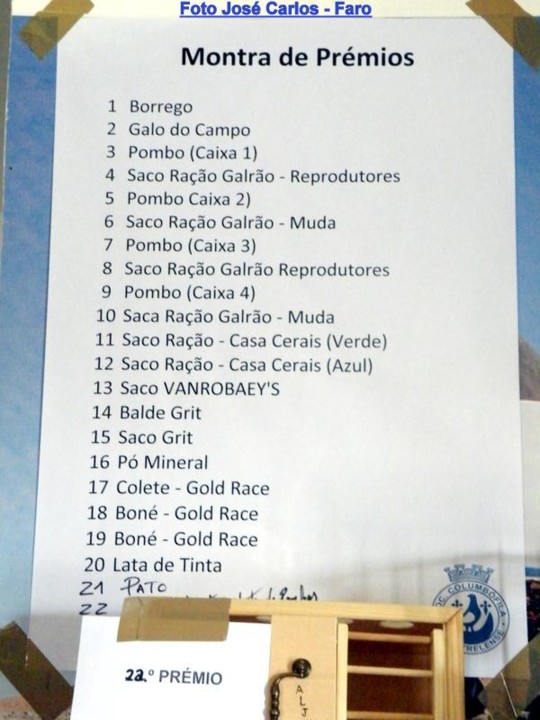 Foto José Carlos - Faro
Montra de Prémios
1 Borrego
2 Galo do Campo
3 Pombo (Caixa 1)
4 Saco Ração Galrão - Reprodutores
5 Pombo Caixa 2)
6 Saco Ração Galrão - Muda
7 Pombo (Caixa 3)
8 Saco Ração Galrão Reprodutores
9 Pombo (Caixa 4)
10 Saca Ração Galrão - Muda
11 Saco Ração - Casa Cerais (Verde)
12 Saco Ração - Casa Cerais (Azul)
13 Saco VANROBAEY'S
14 Balde Grit
15 Saco Grit
16 Pó Mineral
17 Colete - Gold Race
18 Boné - Gold Race
19 Boné - Gold Race
20 Lata de Tinta
21 PATO
22
COLUMBÓFILA
22.º PRÉMIO
ALJ